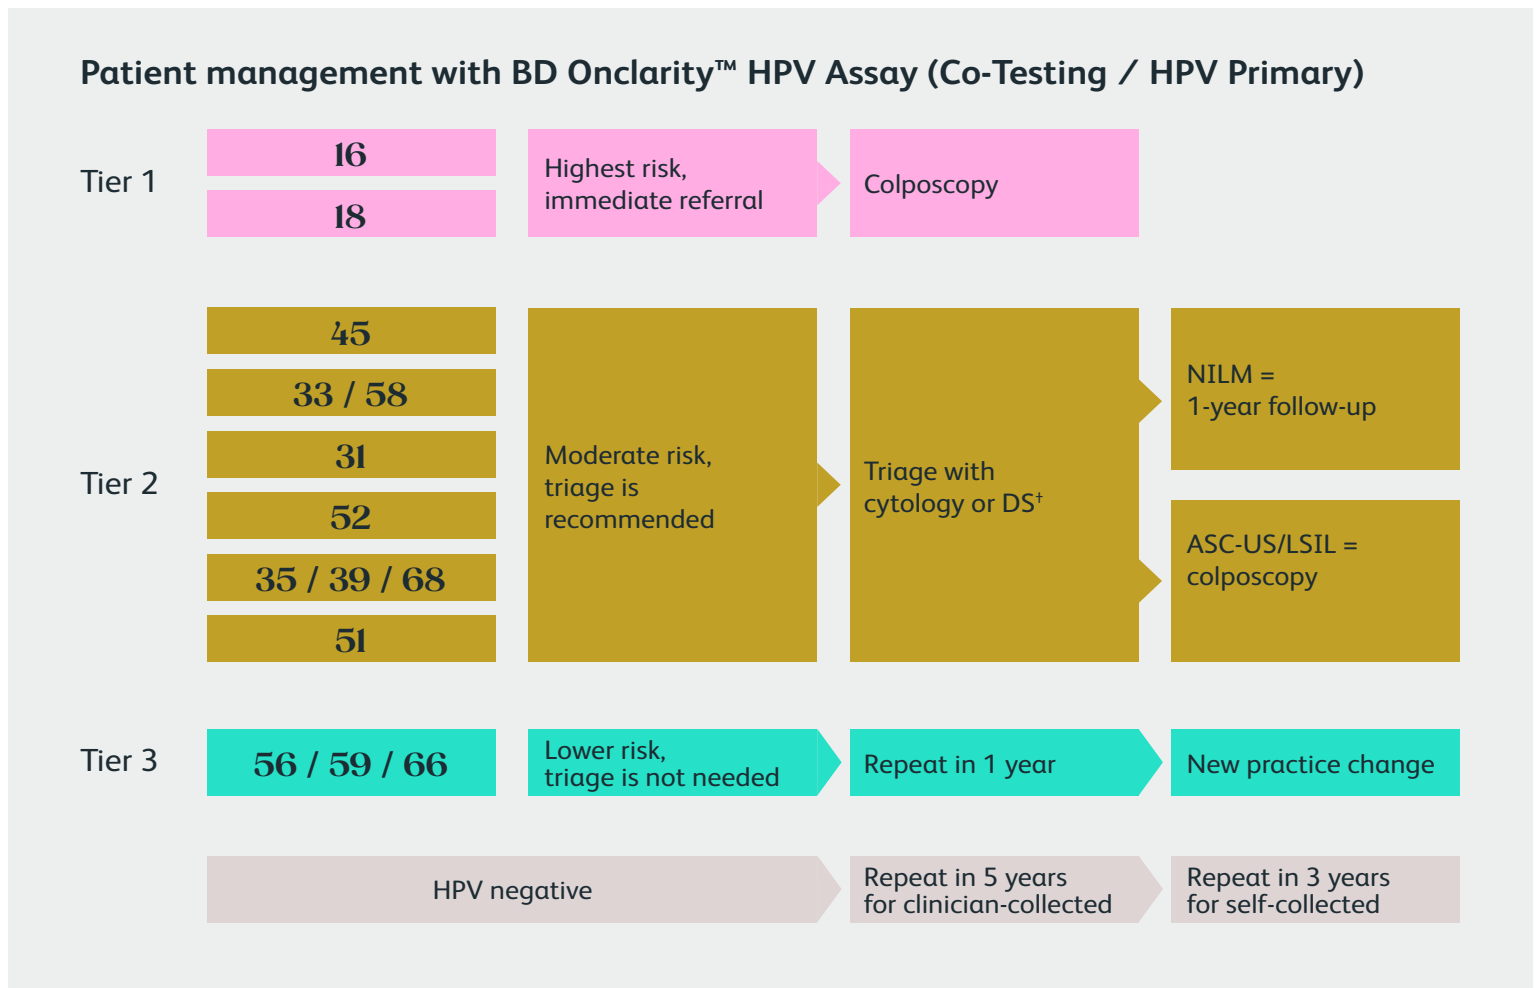 Patient management with BD Onclarity™ HPV Assay (Co-Testing / HPV Primary)
Tier 1
16
18
Highest risk,
immediate referral
Colposcopy
Tier 2
45
33 / 58
31
52
35 / 39 / 68
51
Moderate risk,
triage is
recommended
Triage with
cytology or DS†
NILM =
1-year follow-up
ASC-US/LSIL =
colposcopy
Tier 3
56 / 59 / 66
Lower risk,
triage is not needed
Repeat in 1 year
New practice change
HPV negative
Repeat in 5 years
for clinician-collected
Repeat in 3 years
for self-collected